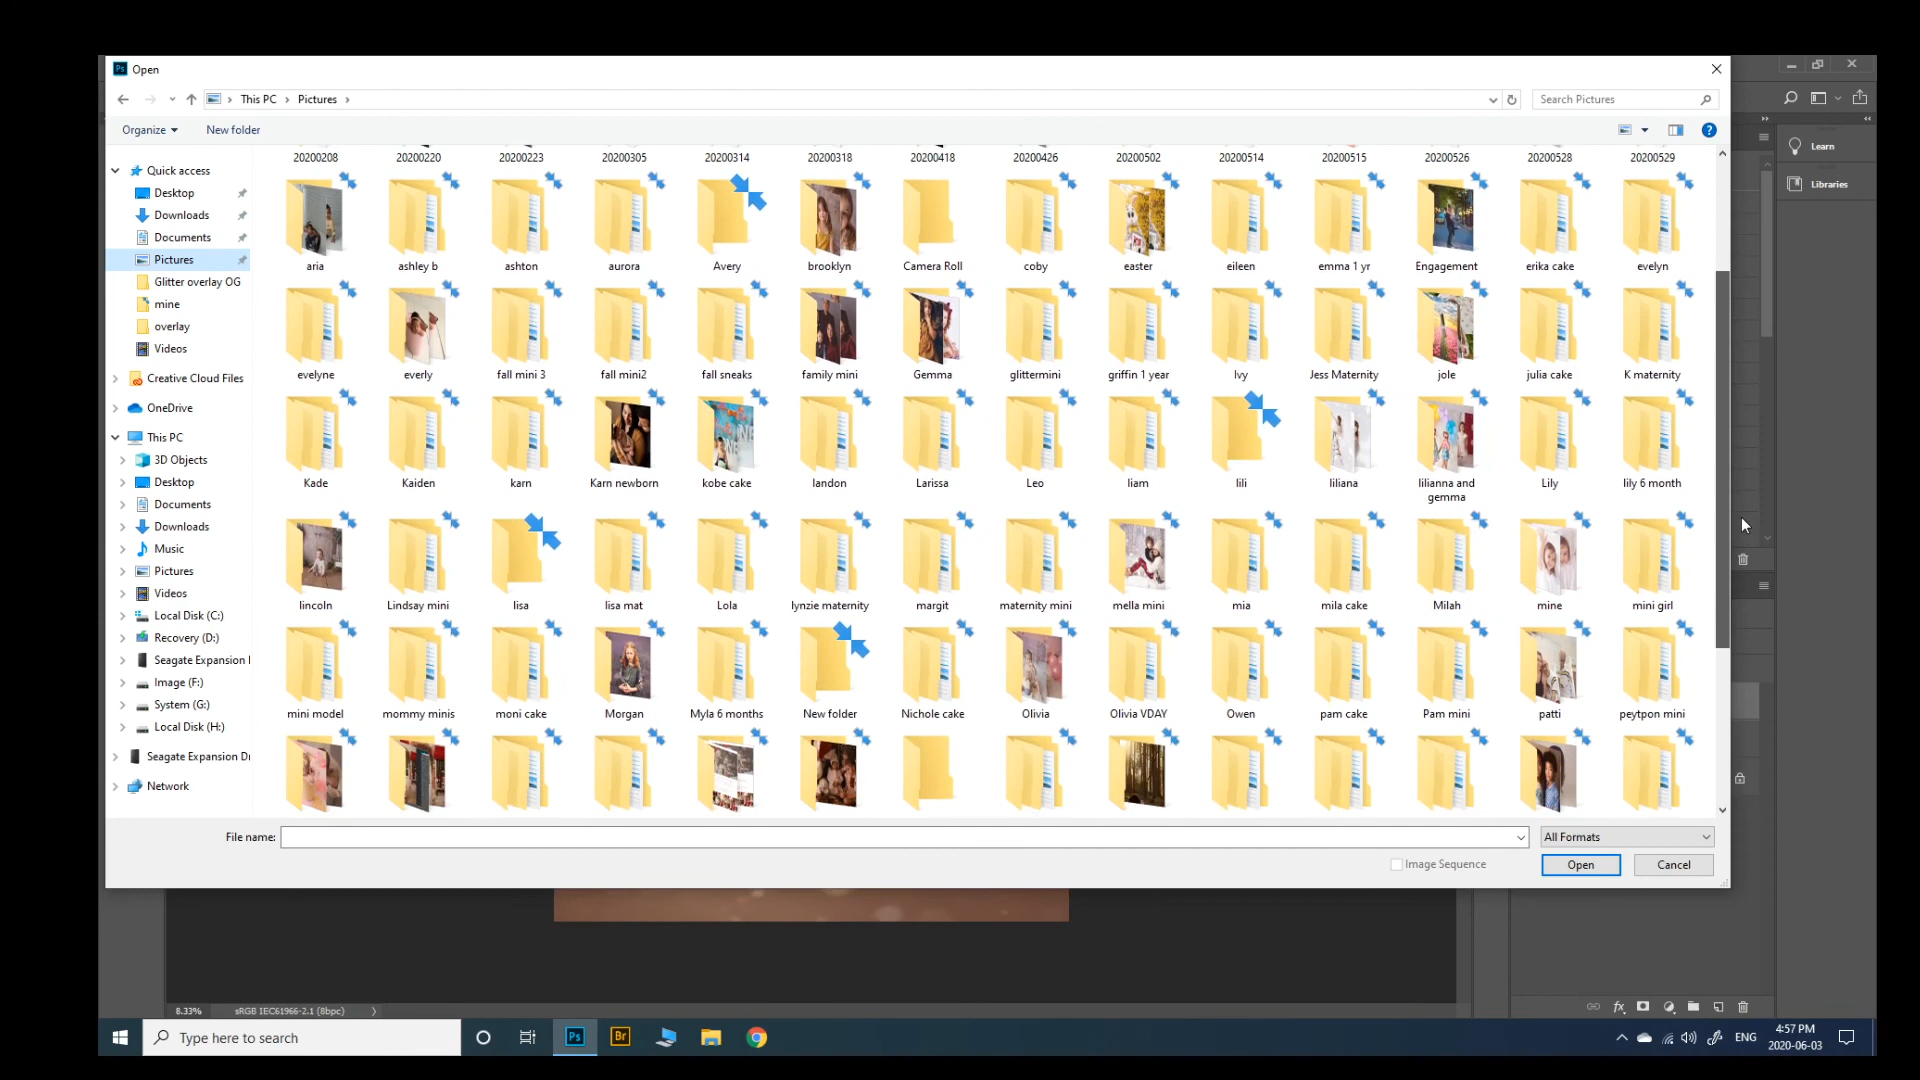 Ps Open
This PC › Pictures ›
Search Pictures
Organize
New folder
Learn
Libraries
Quick access
Desktop
Downloads
Documents
Pictures
Glitter overlay OG
mine
overlay
Videos
Creative Cloud Files
OneDrive
This PC
3D Objects
Desktop
Documents
Downloads
Music
Pictures
Videos
Local Disk (C:)
Recovery (D:)
Seagate Expansion
Image (F:)
System (G:)
Local Disk (H:)
Seagate Expansion Dr
Network
20200208 20200220 20200223 20200305 20200314 20200318 20200418 20200426 20200502 20200514 20200515 20200526 20200528 20200529
aria ashley b ashton aurora Avery brooklyn Camera Roll coby easter eileen emma 1 yr Engagement erika cake evelyn
evelyne everly fall mini 3 fall mini2 fall sneaks family mini Gemma glittermini griffin 1 year Ivy Jess Maternity jole julia cake K maternity
Kade Kaiden karn Karn newborn kobe cake landon Larissa Leo liam lili liliana lilianna and gemma Lily lily 6 month
lincoln Lindsay mini lisa lisa mat Lola lynzie maternity margit maternity mini mella mini mia mila cake Milah mine mini girl
mini model mommy minis moni cake Morgan Myla 6 months New folder Nichole cake Olivia Olivia VDAY Owen pam cake Pam mini patti peytpon mini
File name:
All Formats
Image Sequence
Open
Cancel
8.33% sRGB IEC61966-2.1 (8bpc)
fx
Type here to search
Ps
Br
ENG
4:57 PM
2020-06-03